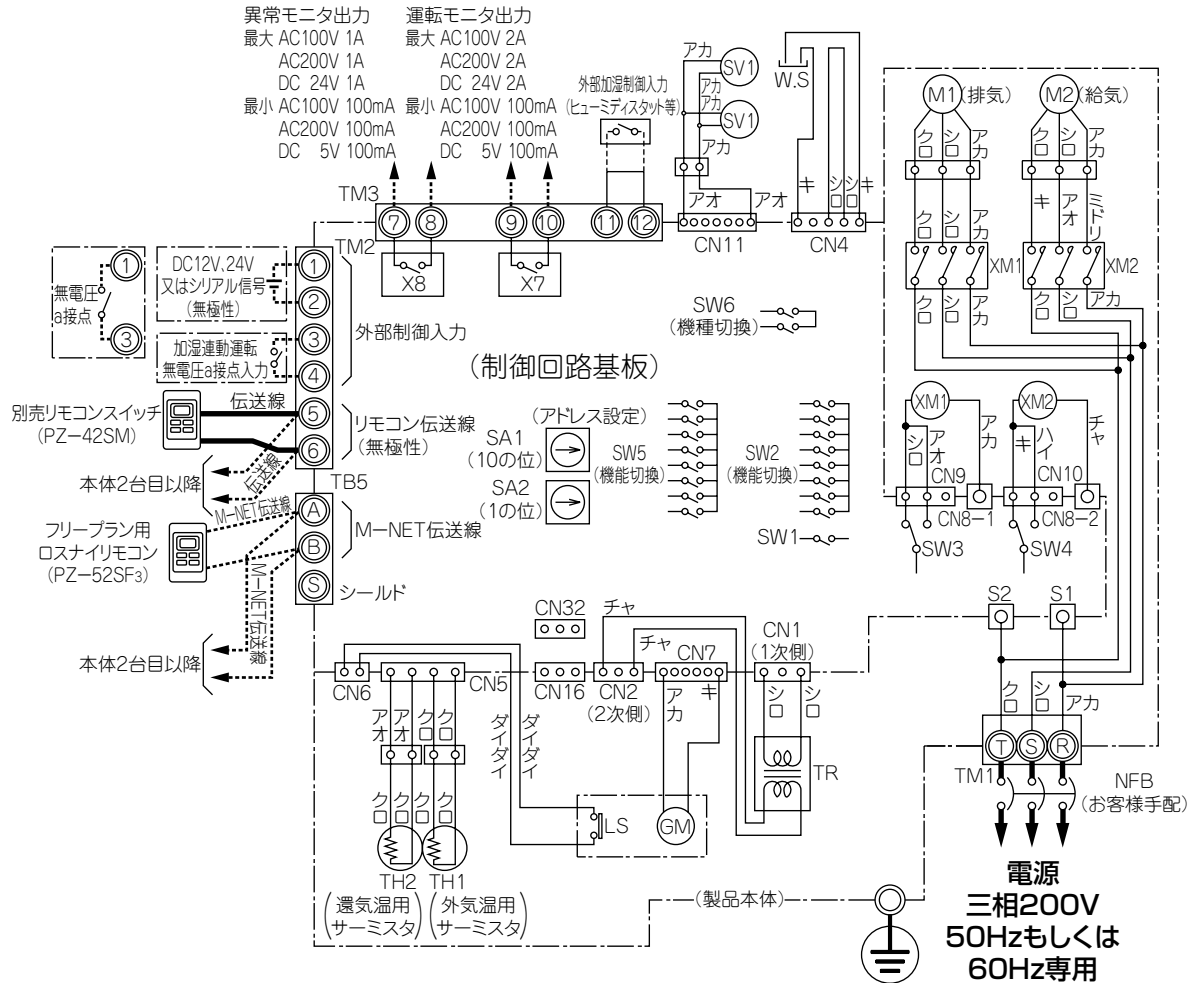 異常モニタ出力
最大 AC100V 1A
AC200V 1A
DC 24V 1A
最小 AC100V 100mA
AC200V 100mA
DC 5V 100mA
運転モニタ出力
最大 AC100V 2A
AC200V 2A
DC 24V 2A
最小 AC100V 100mA
AC200V 100mA
DC 5V 100mA
外部加湿制御入力
(ヒューミディスタット等)
アカ
SV1
アカ
アカ
SV1
アカ
W.S
アオ
アオ
CN11
キ
シロ
シロ
キ
CN4
M1
(排気)
M2
(給気)
クロ
シロ
アカ
クロ
シロ
アカ
クロ
シロ
アカ
キ
アオ
ミドリ
XM1
XM2
クロ
シロ
アカ
クロ
シロ
アカ
TM3
7
8
9
10
11
12
X8
X7
TM2
1
無電圧
a接点
3
DC12V、24V
又はシリアル信号
(無極性)
1
2
加湿連動運転
無電圧a接点入力
3
4
外部制御入力
別売リモコンスイッチ
(PZ-42SM)
伝送線
5
6
リモコン伝送線
(無極性)
伝送線
本体2台目以降
TB5
M-NET伝送線
フリープラン用
ロスナイリモコン
(PZ-52SF3)
A
B
S
M-NET伝送線
シールド
M-NET伝送線
本体2台目以降
SW6
(機種切換)
(制御回路基板)
(アドレス設定)
SA1
(10の位)
SA2
(1の位)
SW5
(機能切換)
SW2
(機能切換)
SW1
XM1
シロ
アオ
アカ
CN9
CN8-1
SW3
XM2
キ
ハイ
チャ
CN10
CN8-2
SW4
S2
S1
クロ
シロ
アカ
T
S
R
TM1
NFB
(お客様手配)
CN32
チャ
チャ
CN6
CN5
CN16
CN2
(2次側)
CN7
CN1
(1次側)
アオ
アオ
クロ
クロ
ダイダイ
ダイダイ
アカ
キ
シロ
シロ
TR
クロ
クロ
クロ
クロ
LS
GM
TH2
TH1
(還気温用
サーミスタ)
(外気温用
サーミスタ)
(製品本体)
電源
三相200V
50Hzもしくは
60Hz専用